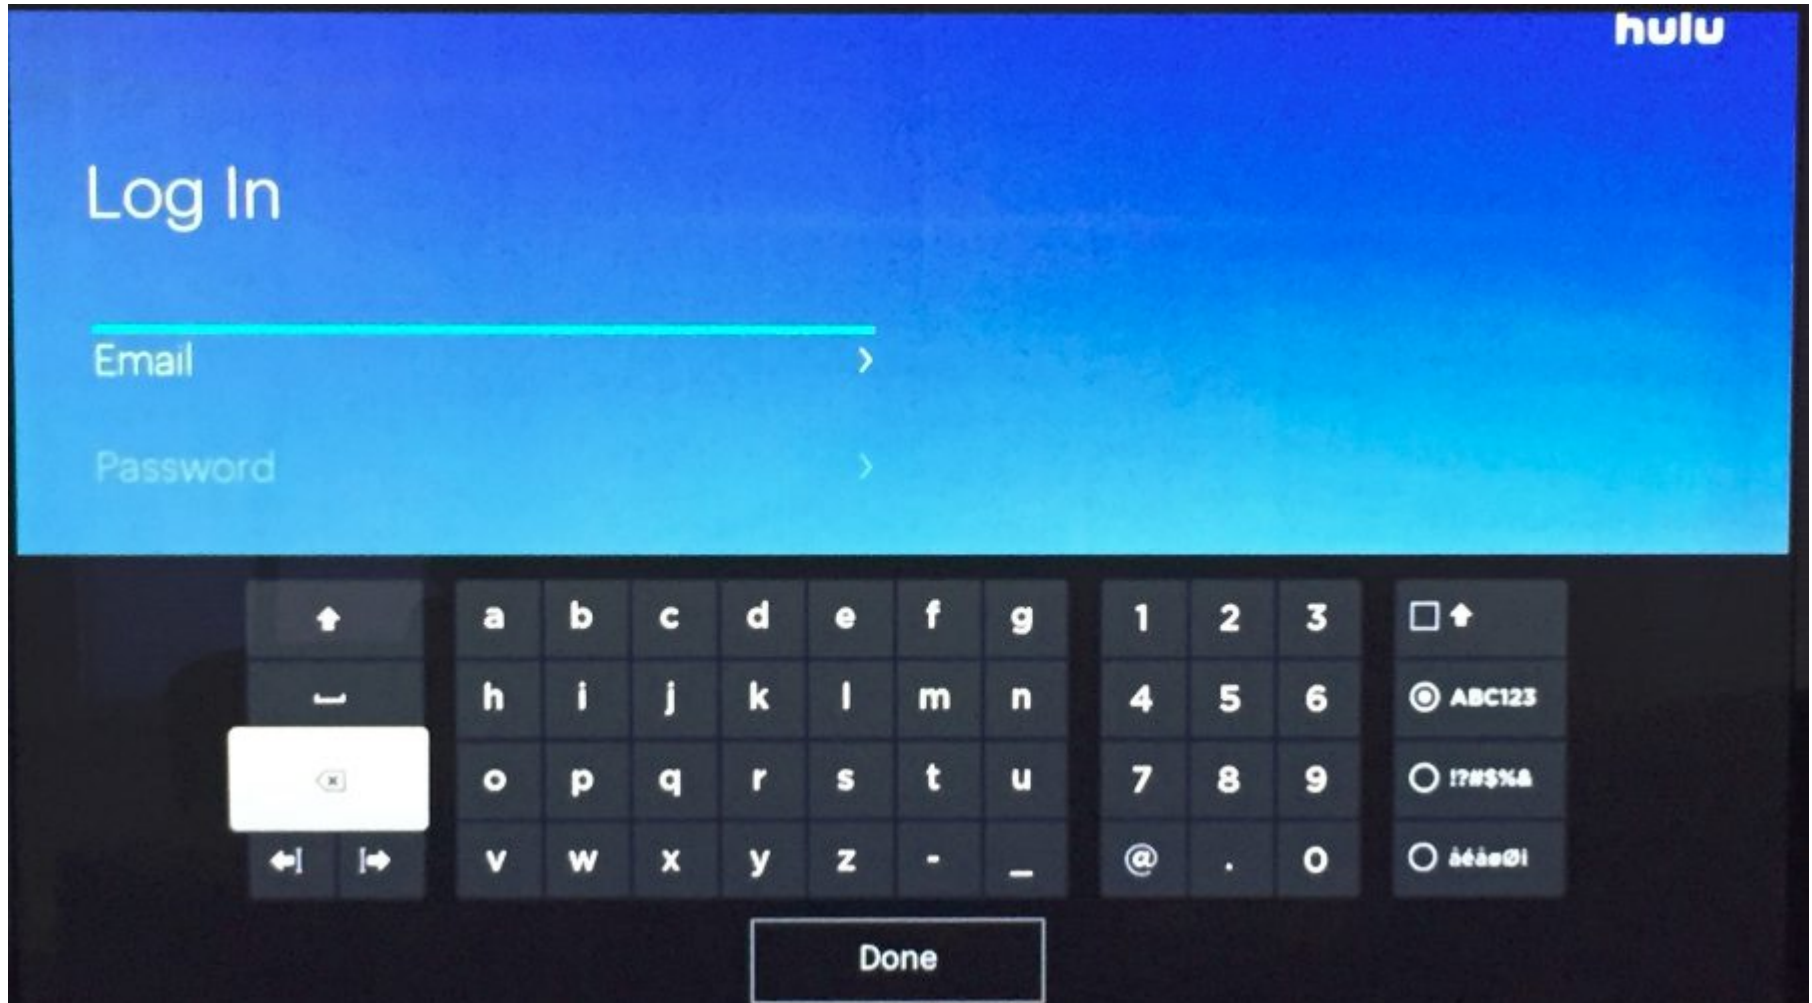 hulu
Log In
Email
Password
a b c d e f g 1 2 3
h i j k l m n 4 5 6 ABC123
o p q r s t u 7 8 9 !?#$%&
v w x y z - _ @ . 0
Done